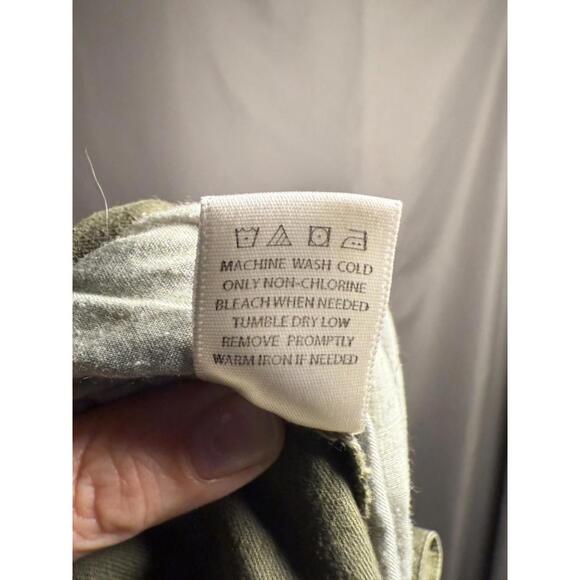 MACHINE WASH COLD
ONLY NON-CHLORINE
BLEACH WHEN NEEDED
TUMBLE DRY LOW
REMOVE PROMPTLY
WARM IRON IF NEEDED